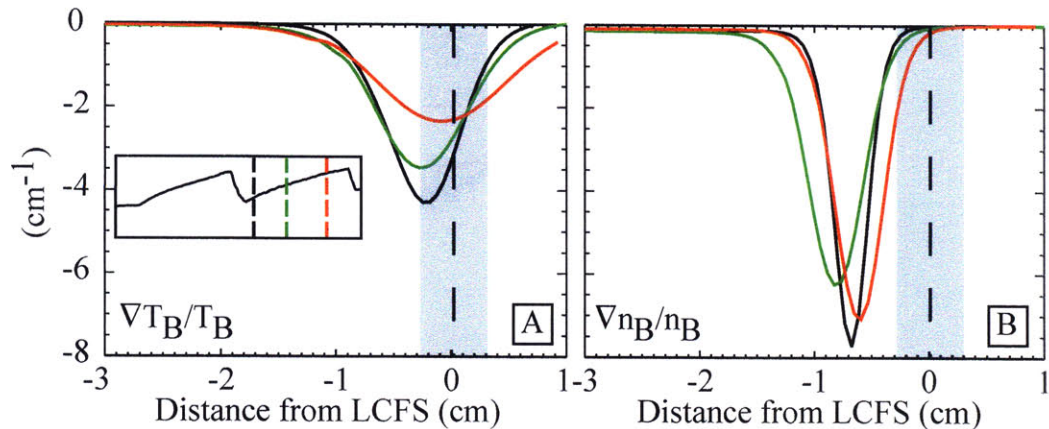 0
-2
-4
-6
-8
(cm⁻¹)
∇T_B/T_B
A
-3 -2 -1 0 1
Distance from LCFS (cm)
∇n_B/n_B
B
-3 -2 -1 0 1
Distance from LCFS (cm)